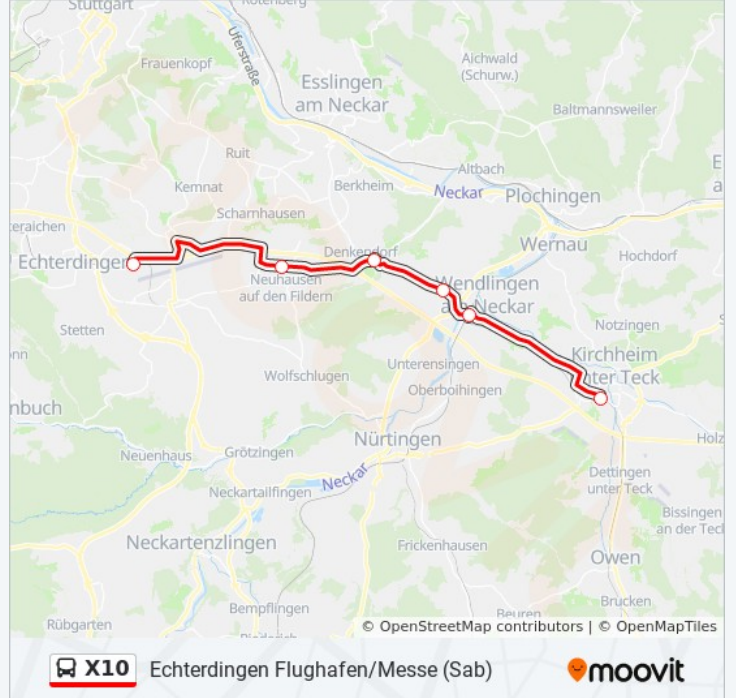 Stuttgart
Rotenberg
Uferstraße
Frauenkopf
Aichwald
(Schurw.)
Esslingen
am Neckar
Baltmannsweiler
Ruit
Altbach
Kemnat
Berkheim
Neckar
Plochingen
Scharnhausen
Wernau
Echterdingen
Denkendorf
Hochdorf
Neuhausen
auf den Fildern
Wendlingen
am Neckar
Stetten
Notzingen
Kirchheim
unter Teck
Unterensingen
Wolfschlugen
Oberboihingen
nbuch
Nürtingen
Holz
Neuenhaus
Grötzingen
Neckar
Dettingen
unter Teck
Neckartailfingen
Bissingen
an der Teck
Neckartenzlingen
Frickenhausen
Owen
Bempflingen
Beuren
Brucken
Rübgarten
© OpenStreetMap contributors | © OpenMapTiles
X10 Echterdingen Flughafen/Messe (Sab)
moovit